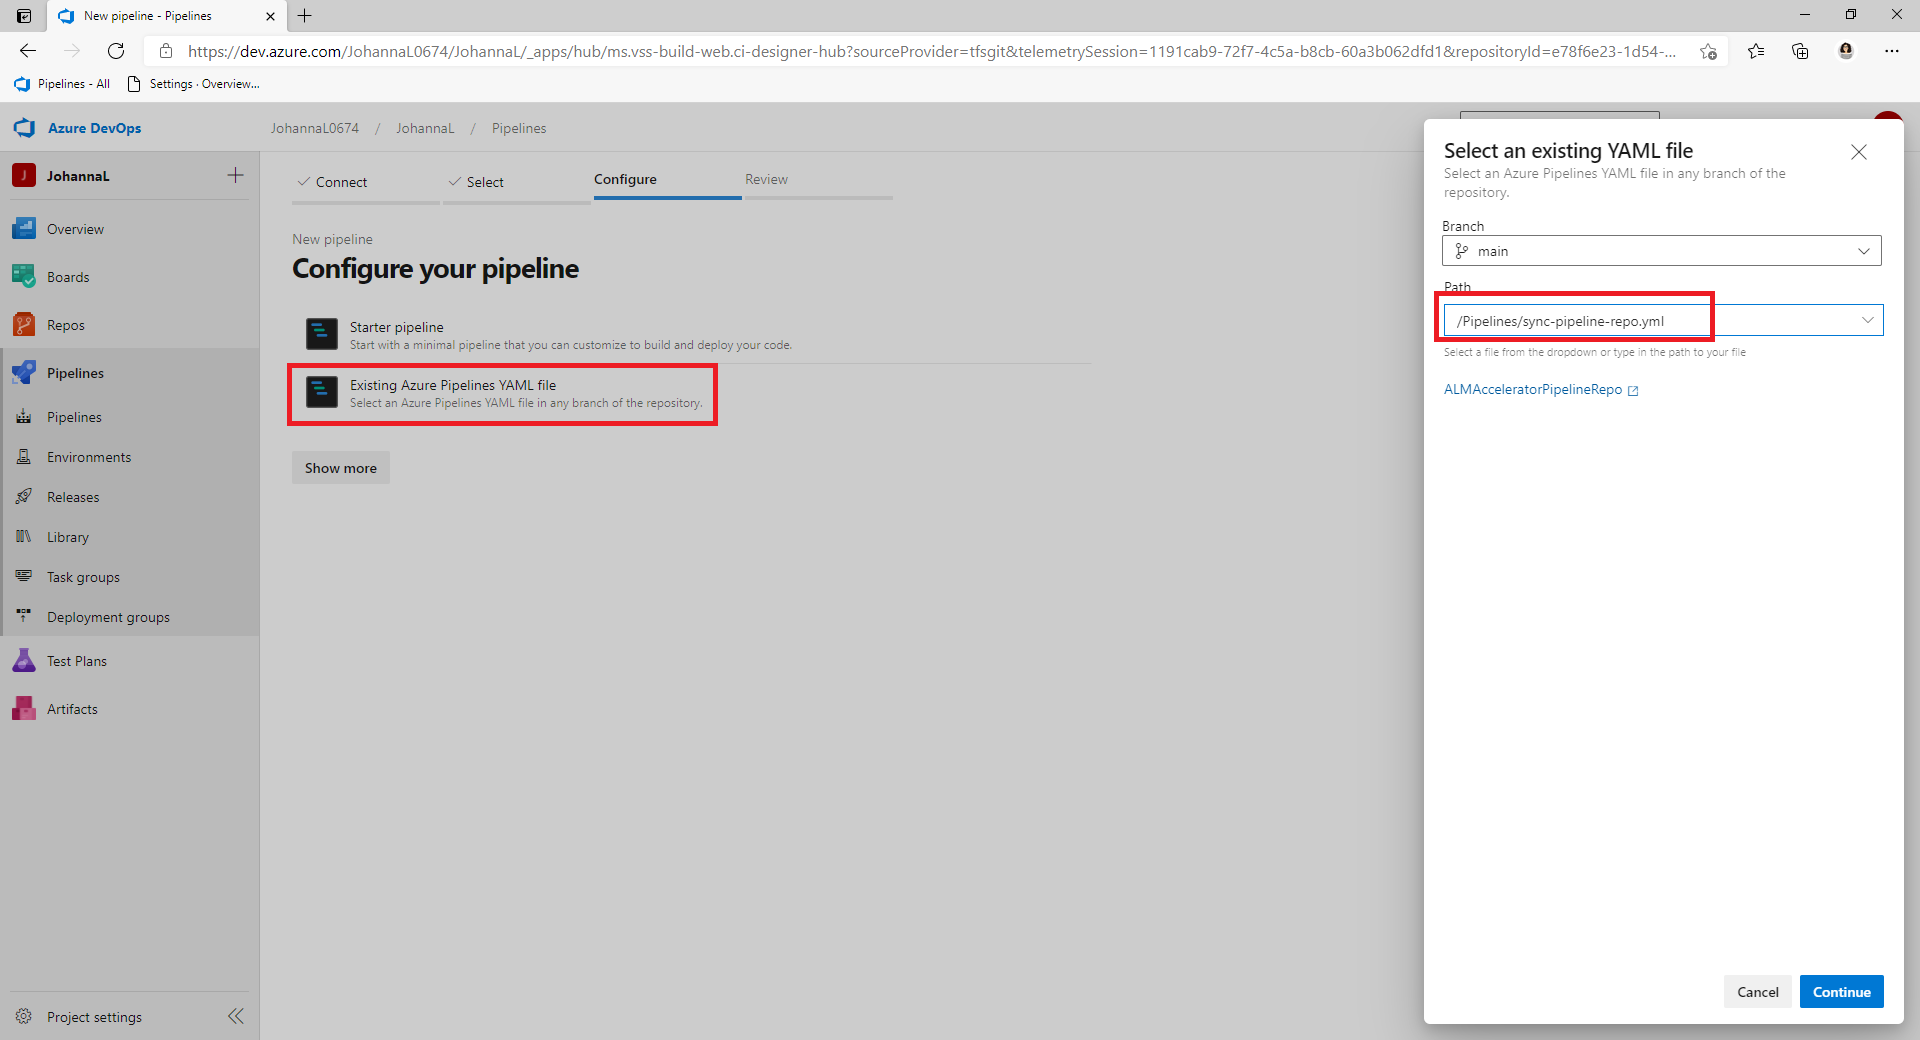 New pipeline - Pipelines
https://dev.azure.com/JohannaL0674/JohannaL/_apps/hub/ms.vss-build-web.ci-designer-hub?sourceProvider=tfsgit&telemetrySession=1191cab9-72f7-4c5a-b8cb-60a3b062dfd1&repositoryId=e78f6e23-1d54-...
Pipelines - All
Settings · Overview...
Azure DevOps
JohannaL0674 / JohannaL / Pipelines
J JohannaL
Overview
Boards
Repos
Pipelines
Pipelines
Environments
Releases
Library
Task groups
Deployment groups
Test Plans
Artifacts
Project settings
Connect
Select
Configure
Review
New pipeline
Configure your pipeline
Starter pipeline
Start with a minimal pipeline that you can customize to build and deploy your code.
Existing Azure Pipelines YAML file
Select an Azure Pipelines YAML file in any branch of the repository.
Show more
Select an existing YAML file
Select an Azure Pipelines YAML file in any branch of the
repository.
Branch
main
Path
/Pipelines/sync-pipeline-repo.yml
Select a file from the dropdown or type in the path to your file
ALMAcceleratorPipelineRepo
Cancel
Continue